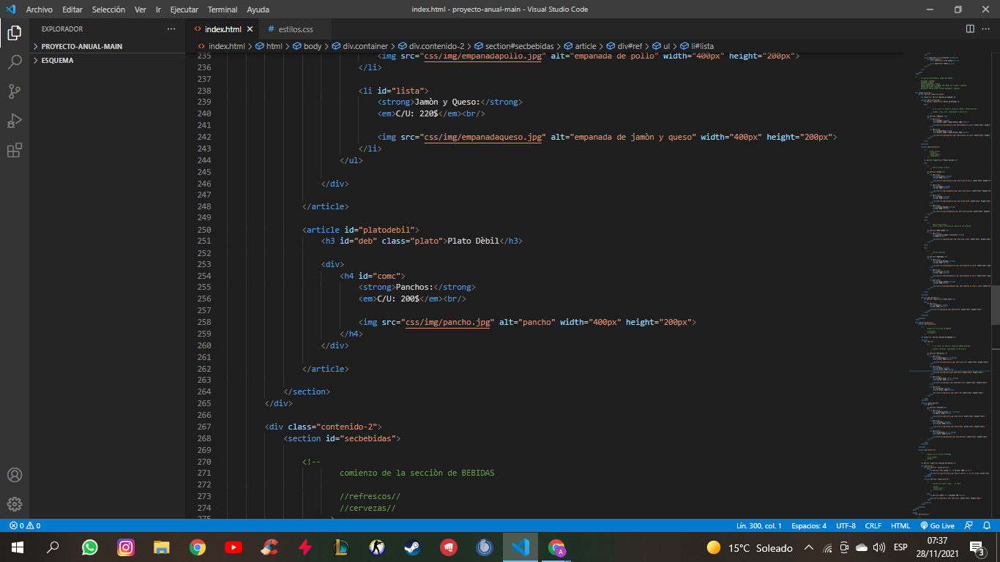 Archivo Editar Selección Ver Ir Ejecutar Terminal Ayuda
index.html - proyecto-anual-main - Visual Studio Code
EXPLORADOR
PROYECTO-ANUAL-MAIN
ESQUEMA
index.html
# estilos.css
index.html > html > body > div.container > div.contenido-2 > section#secbebidas > article > div#ref > ul > li#lista
235 <img src="css/img/empanadapollo.jpg" alt="empanada de pollo" width="400px" height="200px">
236 </li>
237
238 <li id="lista">
239 <strong>Jamòn y Queso:</strong>
240 <em>C/U: 220$</em><br/>
241
242 <img src="css/img/empanadaqueso.jpg" alt="empanada de jamòn y queso" width="400px" height="200px">
243 </li>
244 </ul>
245
246 </div>
247
248 </article>
249
250 <article id="platodebil">
251 <h3 id="deb" class="plato">Plato Dèbil</h3>
252
253 <div>
254 <h4 id="comc">
255 <strong>Panchos:</strong>
256 <em>C/U: 200$</em><br/>
257
258 <img src="css/img/pancho.jpg" alt="pancho" width="400px" height="200px">
259 </h4>
260 </div>
261
262 </article>
263
264 </section>
265 </div>
266
267 <div class="contenido-2">
268 <section id="secbebidas">
269
270 <!--
271 comienzo de la secciòn de BEBIDAS
272
273 //refrescos//
274 //cervezas//
275
0 0
Lín. 300, col. 1 Espacios: 4 UTF-8 CRLF HTML Go Live
15°C Soleado ESP
07:37
28/11/2021
3